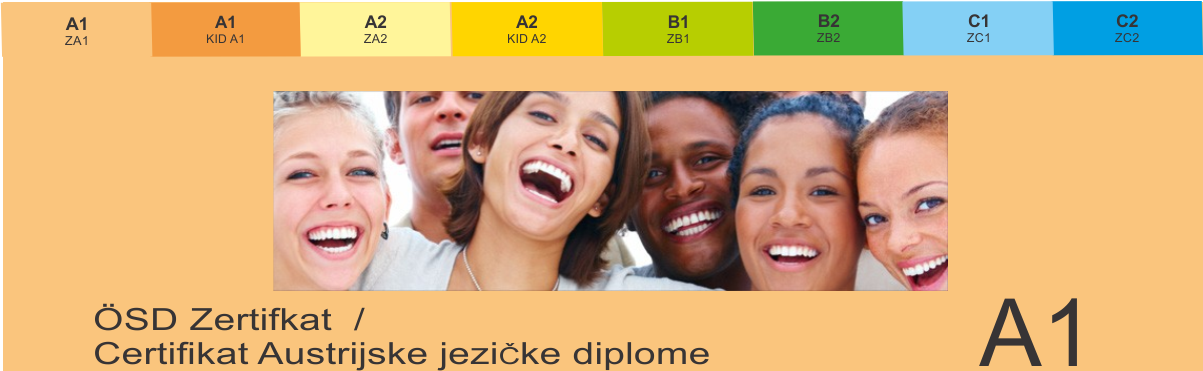 A1 A1 A2 A2 B1 B2 C1 C2
ZA1 KID A1 ZA2 KID A2 ZB1 ZB2 ZC1 ZC2
ÖSD Zertifkat /
Certifikat Austrijske jezičke diplome
A1